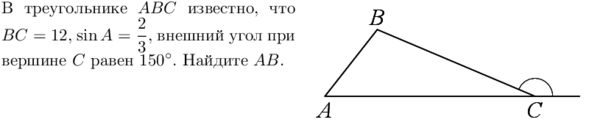 В треугольнике ABC известно, что
BC = 12, sin A = 2/3, внешний угол при
вершине C равен 150°. Найдите AB.
B
A
C